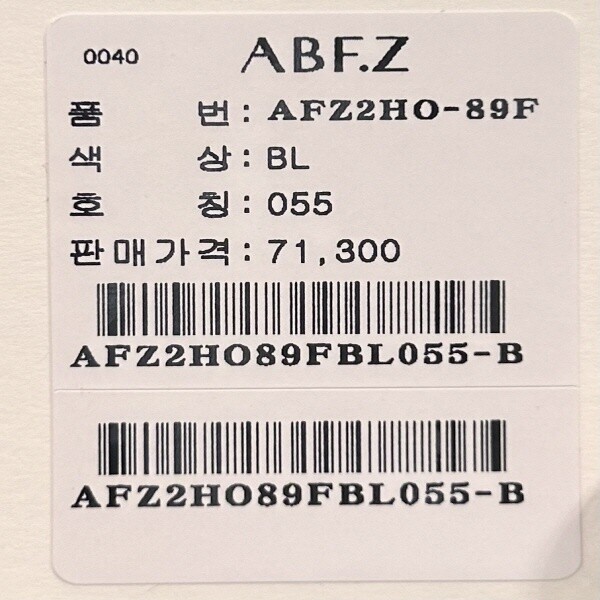 0040 ABF.Z
품 번: AFZ2HO-89F
색 상: BL
호 칭: 055
판매가격: 71,300
AFZ2HO89FBL055-B
AFZ2HO89FBL055-B